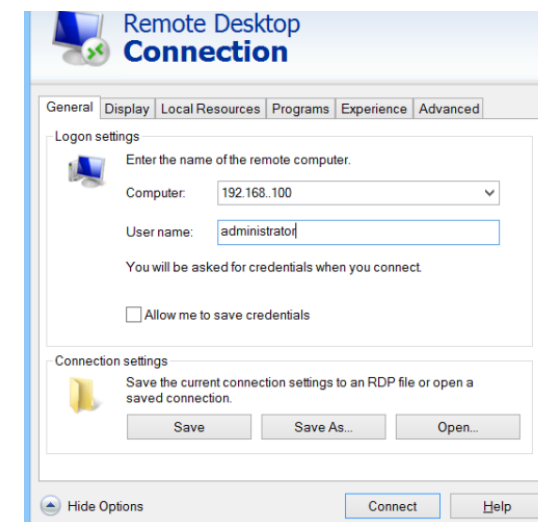 Remote Desktop
Connection
General Display Local Resources Programs Experience Advanced
Logon settings
Enter the name of the remote computer.
Computer: 192.168..100
User name: administrator
You will be asked for credentials when you connect.
Allow me to save credentials
Connection settings
Save the current connection settings to an RDP file or open a
saved connection.
Save Save As... Open...
Hide Options Connect Help